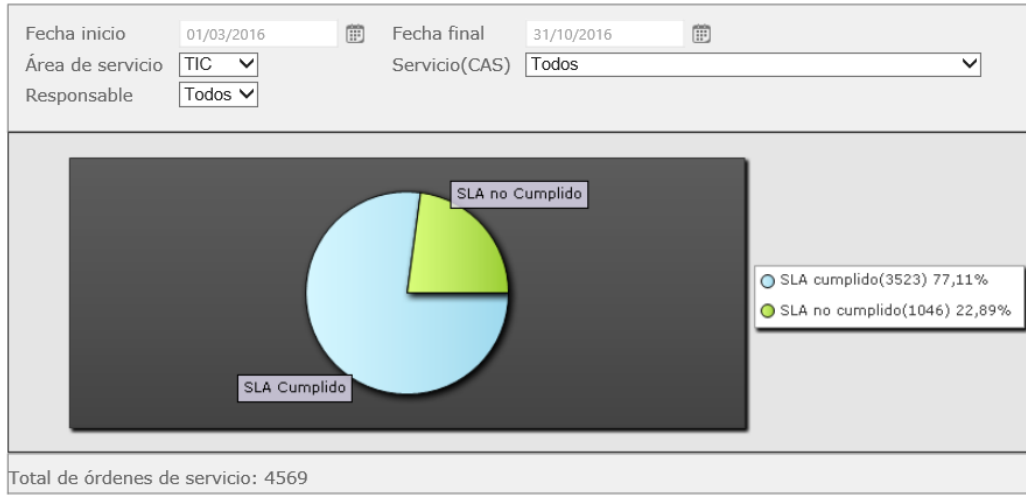 Fecha inicio 01/03/2016 Fecha final 31/10/2016
Área de servicio TIC Servicio(CAS) Todos
Responsable Todos
SLA no Cumplido
SLA cumplido(3523) 77,11%
SLA no cumplido(1046) 22,89%
SLA Cumplido
Total de órdenes de servicio: 4569